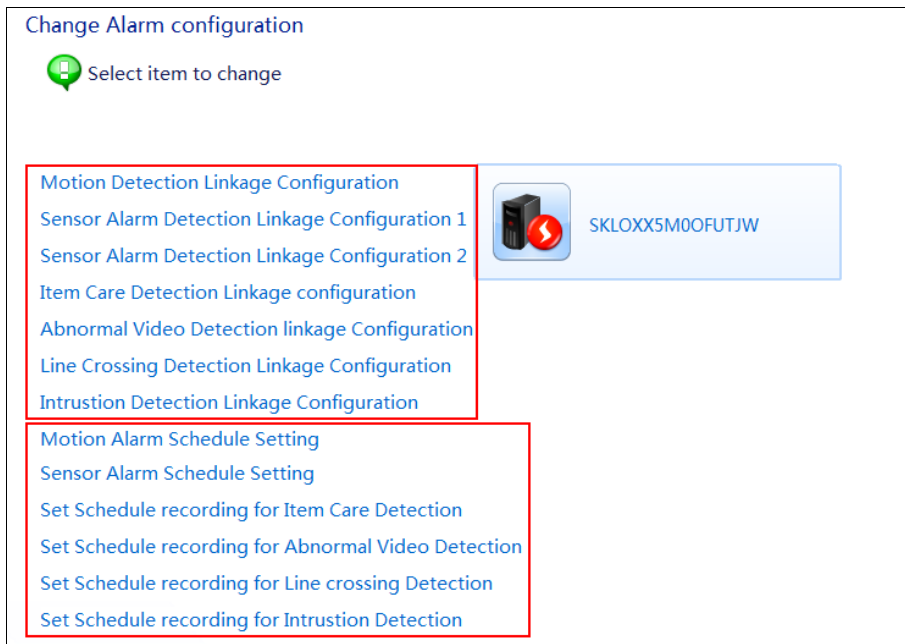 Change Alarm configuration
Select item to change
Motion Detection Linkage Configuration
Sensor Alarm Detection Linkage Configuration 1
Sensor Alarm Detection Linkage Configuration 2
Item Care Detection Linkage configuration
Abnormal Video Detection linkage Configuration
Line Crossing Detection Linkage Configuration
Intrustion Detection Linkage Configuration
SKLOXX5M0OFUTJW
Motion Alarm Schedule Setting
Sensor Alarm Schedule Setting
Set Schedule recording for Item Care Detection
Set Schedule recording for Abnormal Video Detection
Set Schedule recording for Line crossing Detection
Set Schedule recording for Intrustion Detection